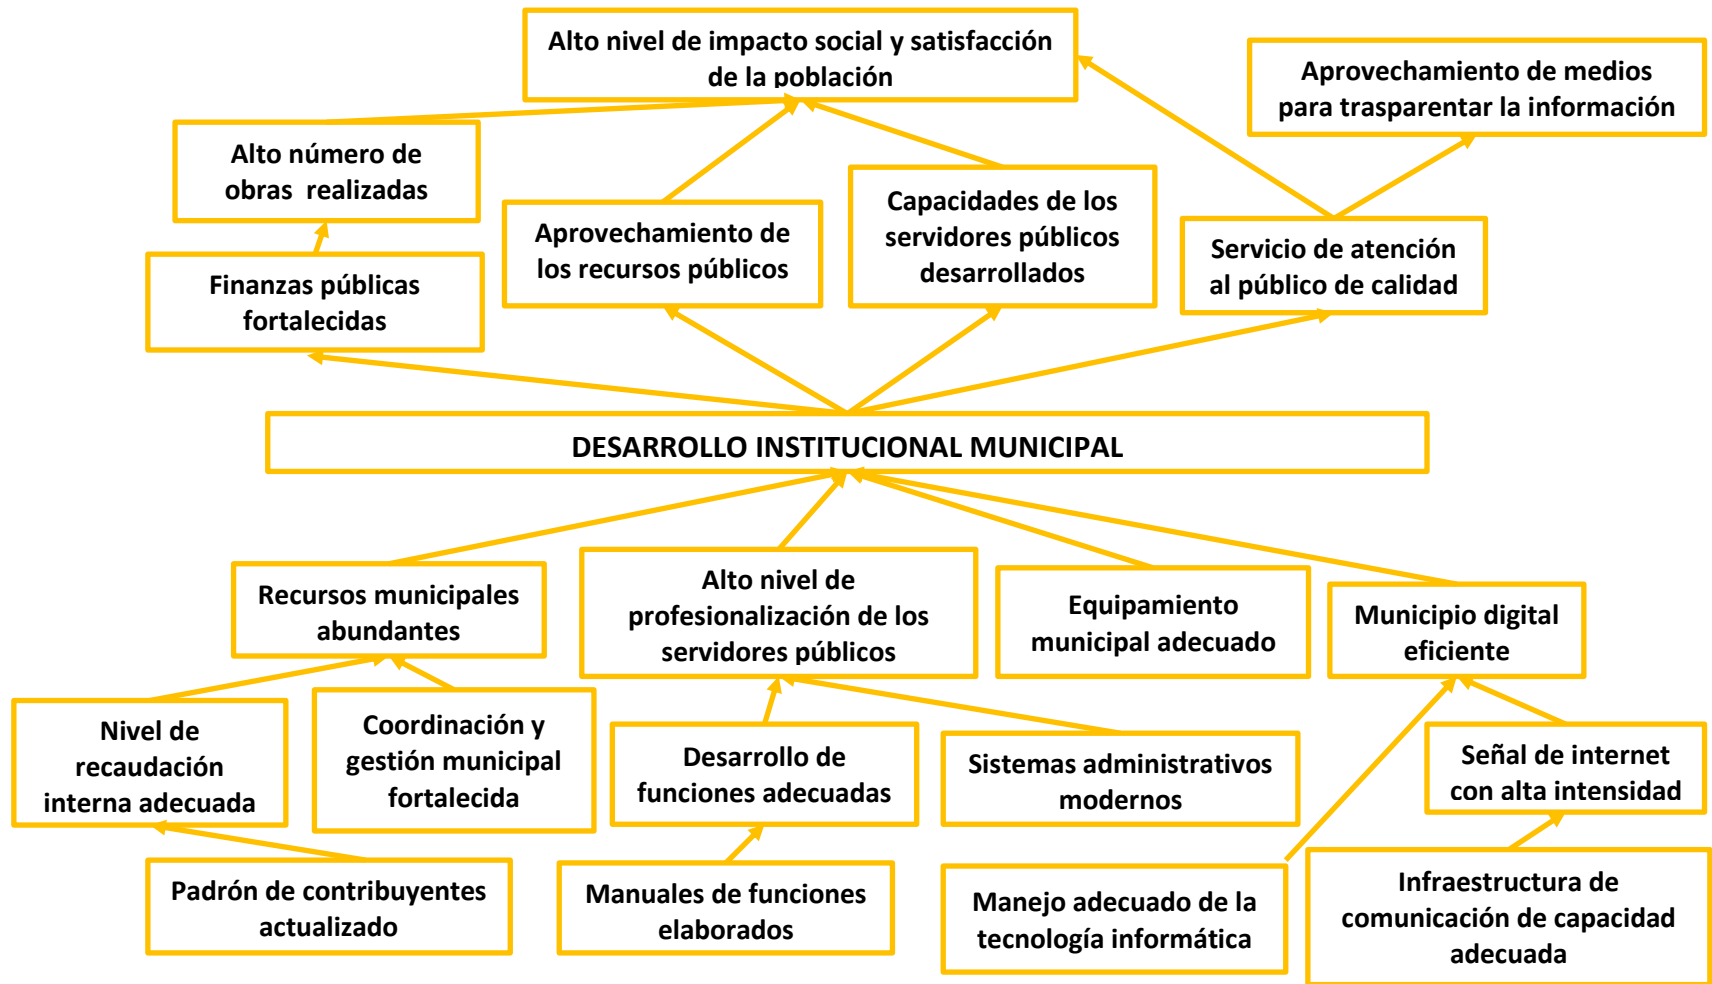 Alto nivel de impacto social y satisfacción
de la población
Aprovechamiento de medios
para trasparentar la información
Alto número de
obras realizadas
Aprovechamiento de
los recursos públicos
Capacidades de los
servidores públicos
desarrollados
Servicio de atención
al público de calidad
Finanzas públicas
fortalecidas
DESARROLLO INSTITUCIONAL MUNICIPAL
Recursos municipales
abundantes
Alto nivel de
profesionalización de los
servidores públicos
Equipamiento
municipal adecuado
Municipio digital
eficiente
Nivel de
recaudación
interna adecuada
Coordinación y
gestión municipal
fortalecida
Desarrollo de
funciones adecuadas
Sistemas administrativos
modernos
Señal de internet
con alta intensidad
Padrón de contribuyentes
actualizado
Manuales de funciones
elaborados
Manejo adecuado de la
tecnología informática
Infraestructura de
comunicación de capacidad
adecuada